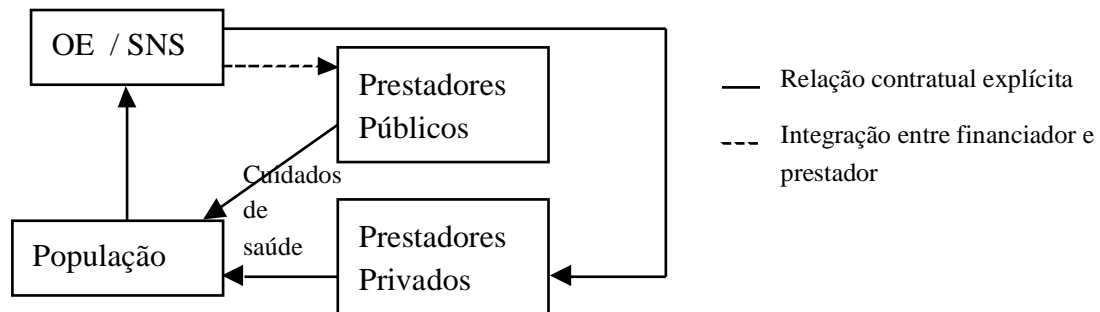 OE / SNS
Prestadores
Públicos
Cuidados
de
saúde
População
Prestadores
Privados
Relação contratual explícita
Integração entre financiador e
prestador